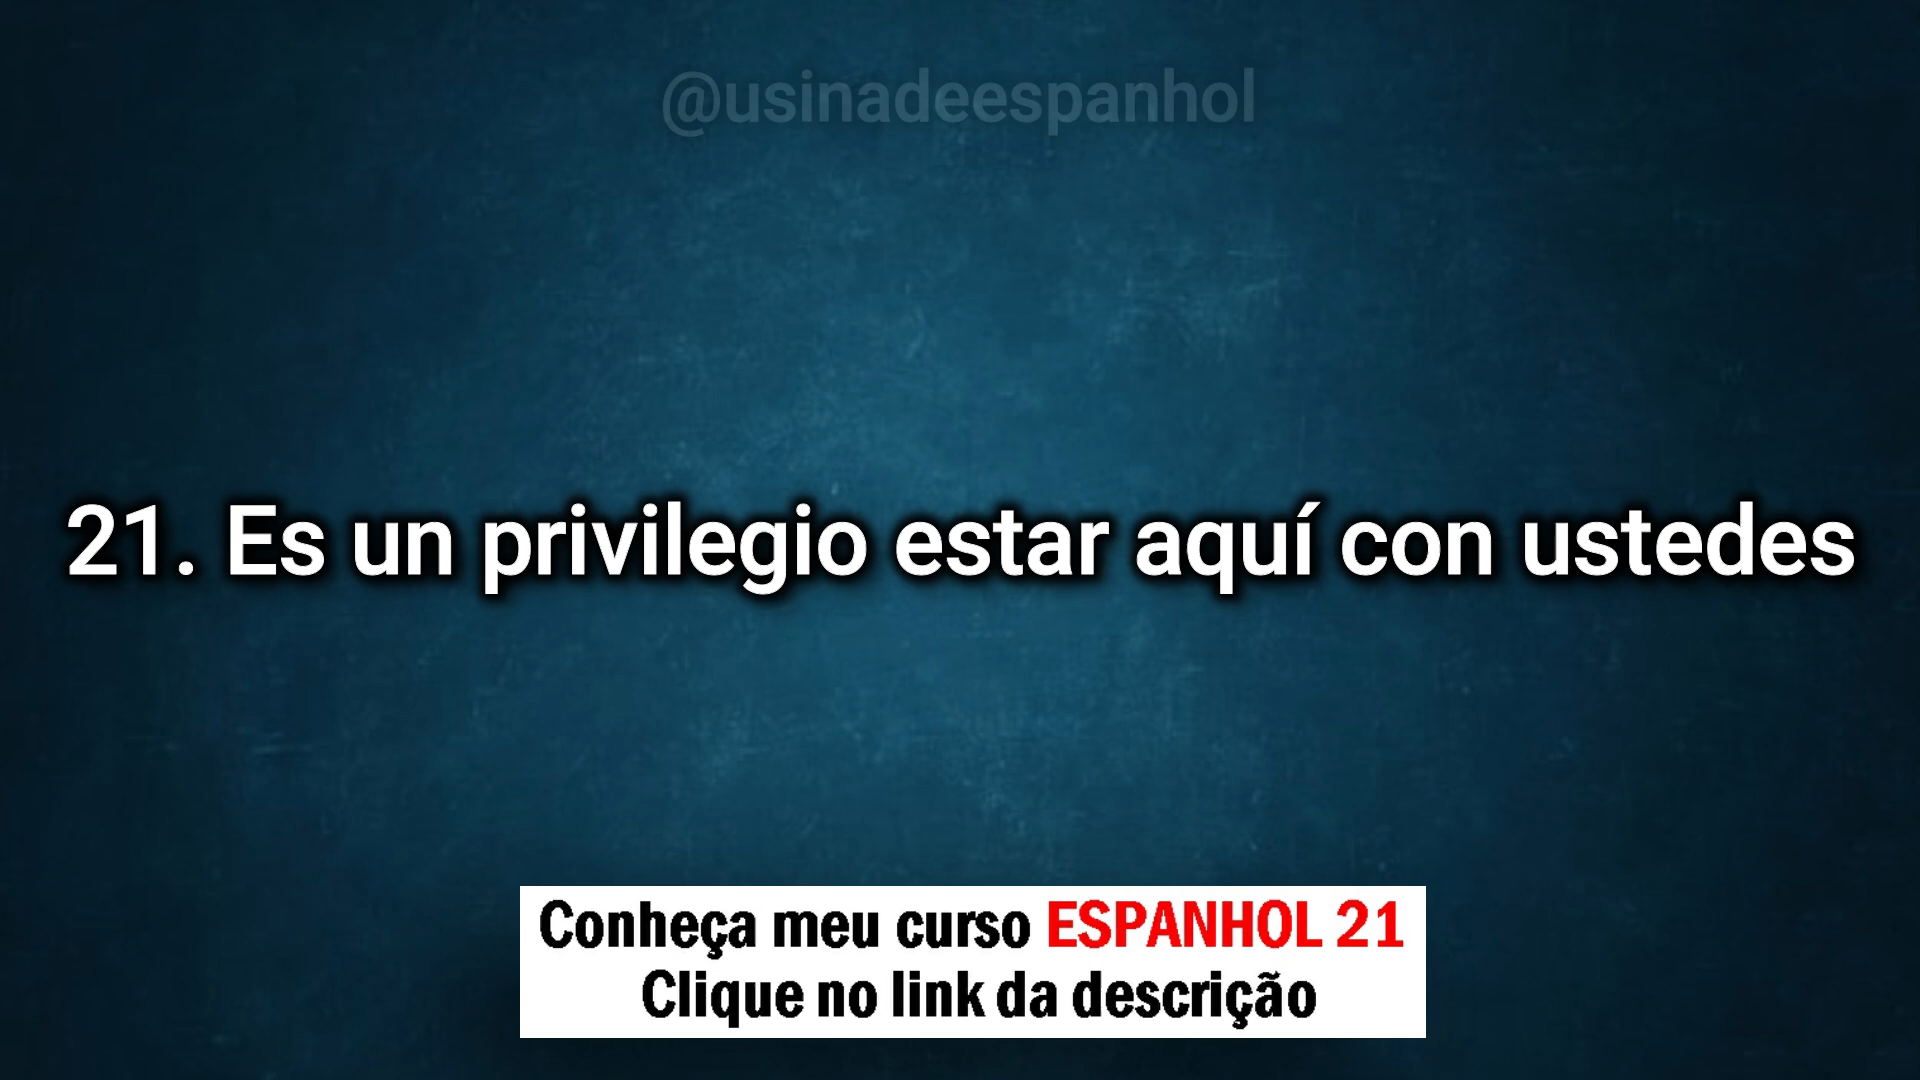 @usinadeespanhol
21. Es un privilegio estar aquí con ustedes
Conheça meu curso ESPANHOL 21
Clique no link da descrição